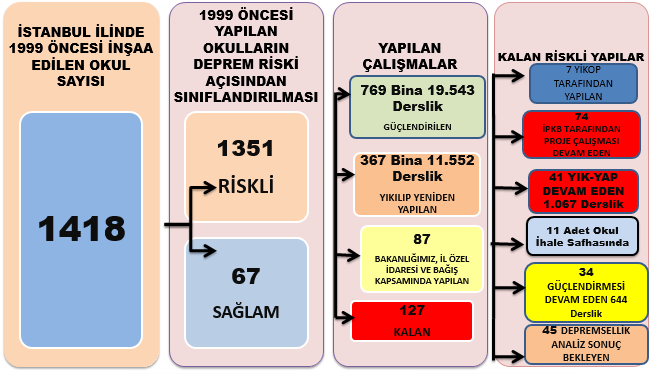 İSTANBUL İLİNDE
1999 ÖNCESİ İNŞAA
EDİLEN OKUL
SAYISI
1418
1999 ÖNCESİ
YAPILAN
OKULLARIN
DEPREM RİSKİ
AÇISINDAN
SINIFLANDIRILMASI
1351
RİSKLİ
67
SAĞLAM
YAPILAN
ÇALIŞMALAR
769 Bina 19.543
Derslik
GÜÇLENDİRİLEN
367 Bina 11.552
Derslik
YIKILIP YENİDEN
YAPILAN
87
BAKANLIĞIMIZ, İL ÖZEL
İDARESİ VE BAĞIŞ
KAPSAMINDA YAPILAN
127
KALAN
KALAN RİSKLİ YAPILAR
7 YİKOP
TARAFINDAN
YAPILAN
74
İPKB TARAFINDAN
PROJE ÇALIŞMASI
DEVAM EDEN
41 YIK-YAP
DEVAM EDEN
1.067 Derslik
11 Adet Okul
İhale Safhasında
34
GÜÇLENDİRMESİ
DEVAM EDEN 644
Derslik
45 DEPREMSELLİK
ANALİZ SONUÇ
BEKLEYEN